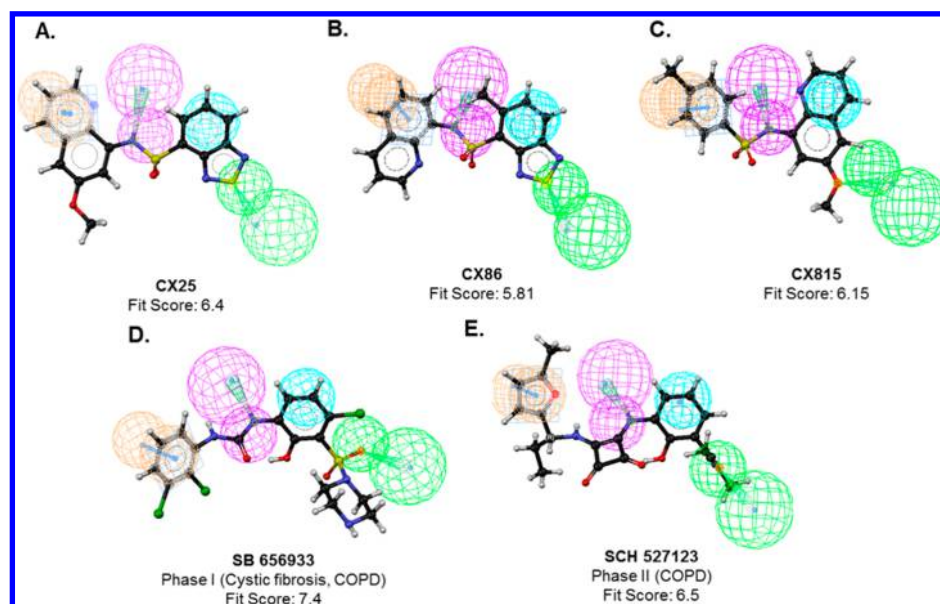 A.
B.
C.
CX25
Fit Score: 6.4
CX86
Fit Score: 5.81
CX815
Fit Score: 6.15
D.
E.
SB 656933
Phase I (Cystic fibrosis, COPD)
Fit Score: 7.4
SCH 527123
Phase II (COPD)
Fit Score: 6.5